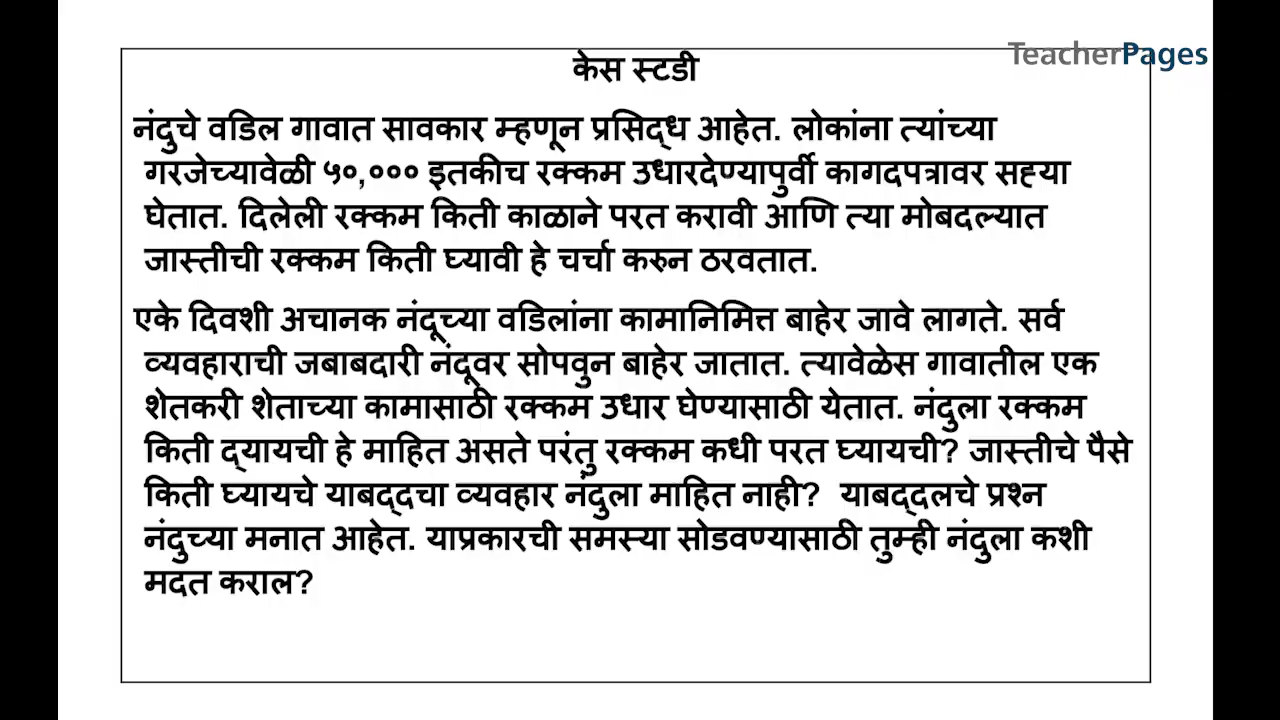 TeacherPages
केस स्टडी
नंदुचे वडिल गावात सावकार म्हणून प्रसिद्ध आहेत. लोकांना त्यांच्या
गरजेच्यावेळी ५०,००० इतकीच रक्कम उधारदेण्यापुर्वी कागदपत्रावर सह्या
घेतात. दिलेली रक्कम किती काळाने परत करावी आणि त्या मोबदल्यात
जास्तीची रक्कम किती घ्यावी हे चर्चा करुन ठरवतात.
एके दिवशी अचानक नंदूच्या वडिलांना कामानिमित्त बाहेर जावे लागते. सर्व
व्यवहाराची जबाबदारी नंदूवर सोपवुन बाहेर जातात. त्यावेळेस गावातील एक
शेतकरी शेताच्या कामासाठी रक्कम उधार घेण्यासाठी येतात. नंदुला रक्कम
किती द्यायची हे माहित असते परंतु रक्कम कधी परत घ्यायची? जास्तीचे पैसे
किती घ्यायचे याबद्दचा व्यवहार नंदुला माहित नाही? याबद्दलचे प्रश्न
नंदुच्या मनात आहेत. याप्रकारची समस्या सोडवण्यासाठी तुम्ही नंदुला कशी
मदत कराल?